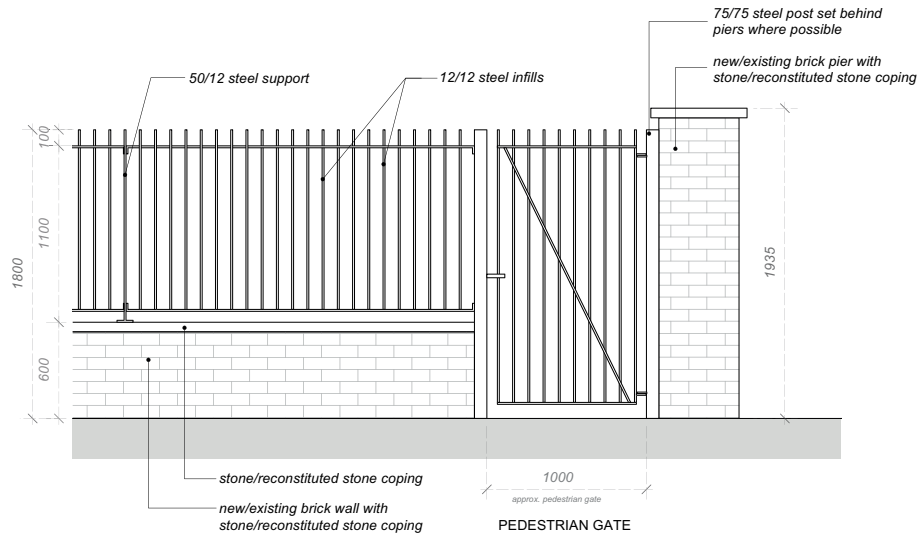 75/75 steel post set behind
piers where possible
50/12 steel support
12/12 steel infills
new/existing brick pier with
stone/reconstituted stone coping
100
1100
1800
600
1935
stone/reconstituted stone coping
new/existing brick wall with
stone/reconstituted stone coping
1000
approx. pedestrian gate
PEDESTRIAN GATE